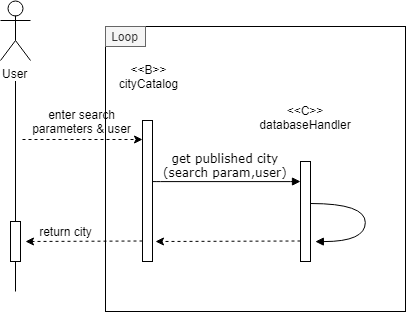 Loop
User
<<B>>
cityCatalog
<<C>>
databaseHandler
enter search
parameters & user
get published city
(search param,user)
return city